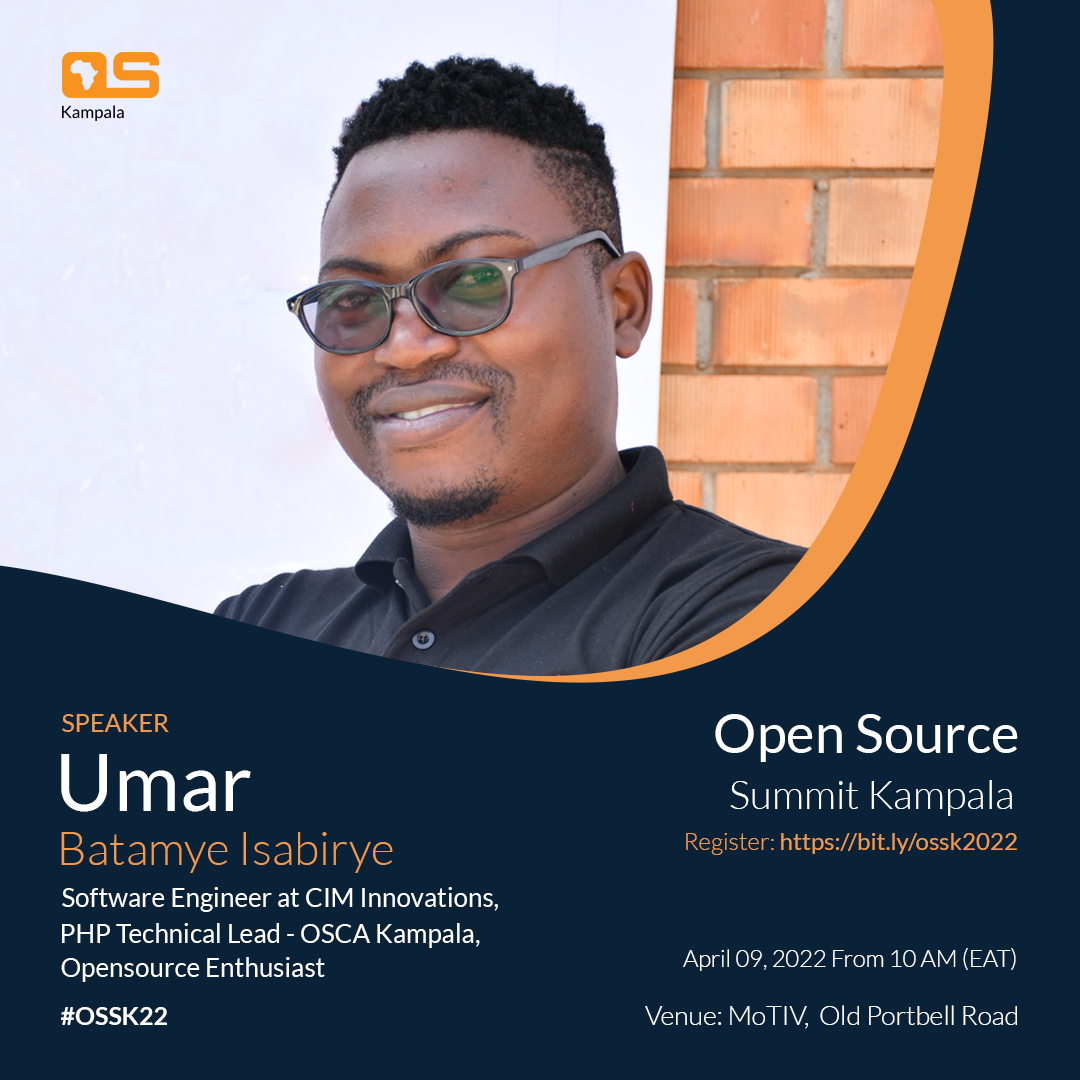 OS
Kampala
SPEAKER
Umar
Batamye Isabirye
Software Engineer at CIM Innovations,
PHP Technical Lead - OSCA Kampala,
Opensource Enthusiast
#OSSK22
Open Source
Summit Kampala
Register: https://bit.ly/ossk2022
April 09, 2022 From 10 AM (EAT)
Venue: MoTIV, Old Portbell Road